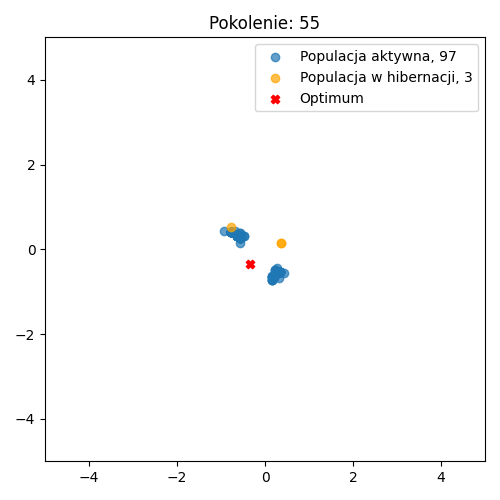 Pokolenie: 55
Populacja aktywna, 97
Populacja w hibernacji, 3
Optimum
4
2
0
−2
−4
−4 −2 0 2 4